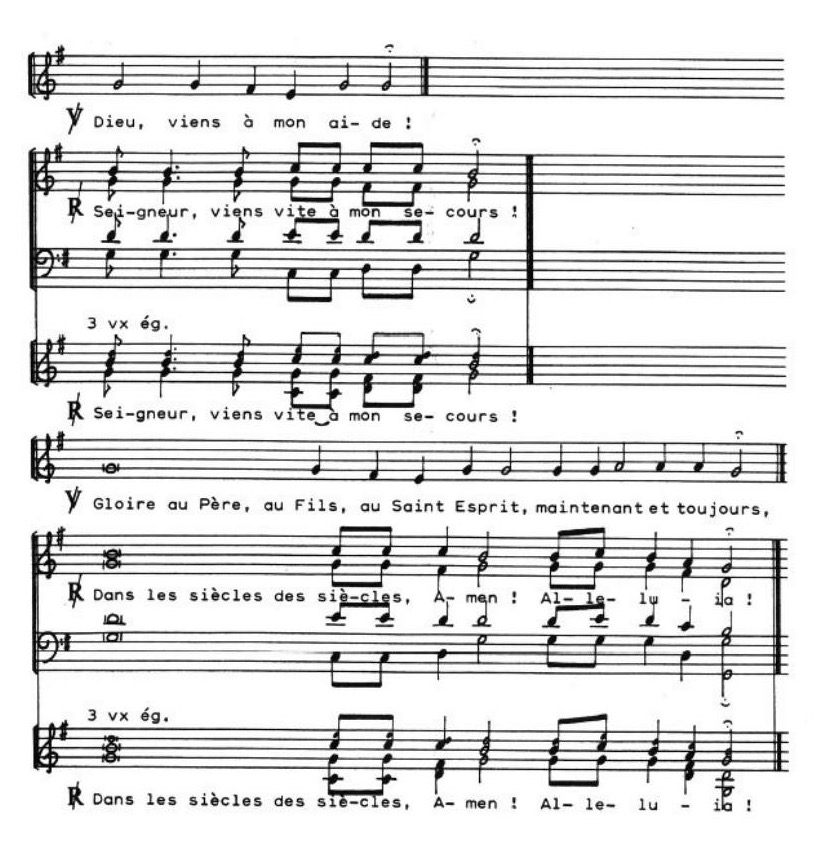 ℣ Dieu, viens à mon ai- de !
℟ Sei-gneur, viens vite à mon se- cours !
3 vx ég.
℟ Sei-gneur, viens vite‿à mon se- cours !
℣ Gloire au Père, au Fils, au Saint Esprit, maintenant et toujours,
℟ Dans les siècles des siè-cles, A- men ! Al- le- lu - ia !
3 vx ég.
℟ Dans les siècles des siè-cles, A- men ! Al- le- lu - ia !